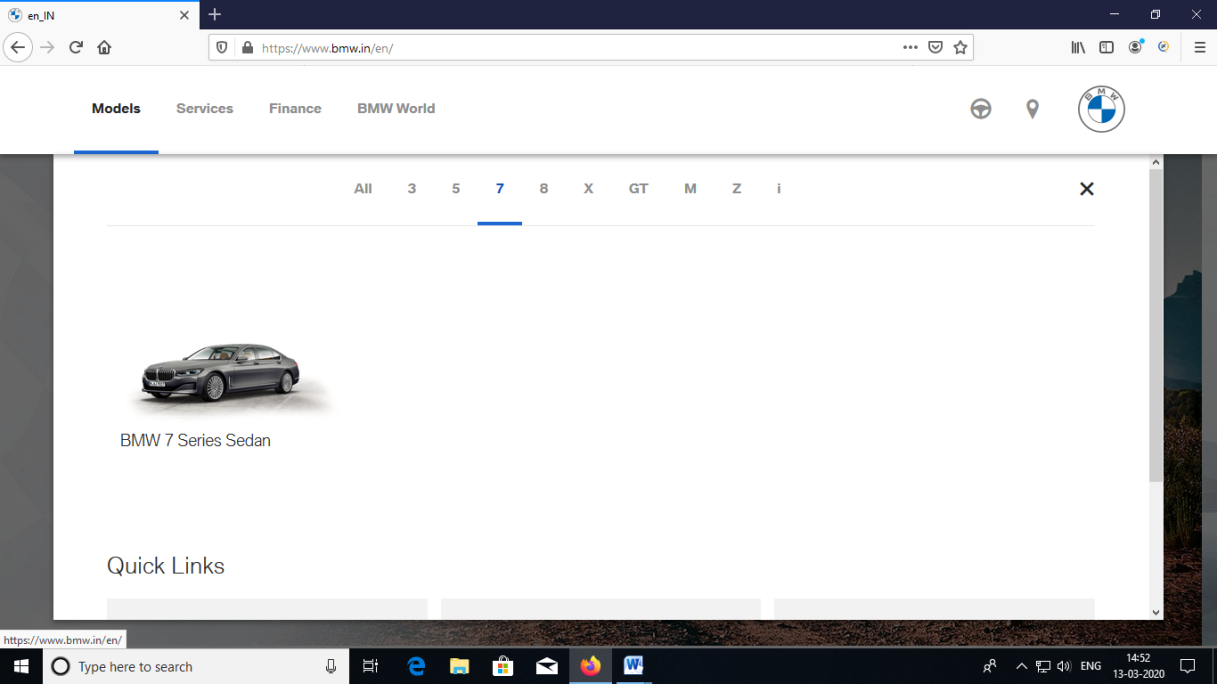 en_IN
https://www.bmw.in/en/
Models Services Finance BMW World
BMW
All 3 5 7 8 X GT M Z i
BMW 7 Series Sedan
Quick Links
https://www.bmw.in/en/
Type here to search
ENG
14:52
13-03-2020